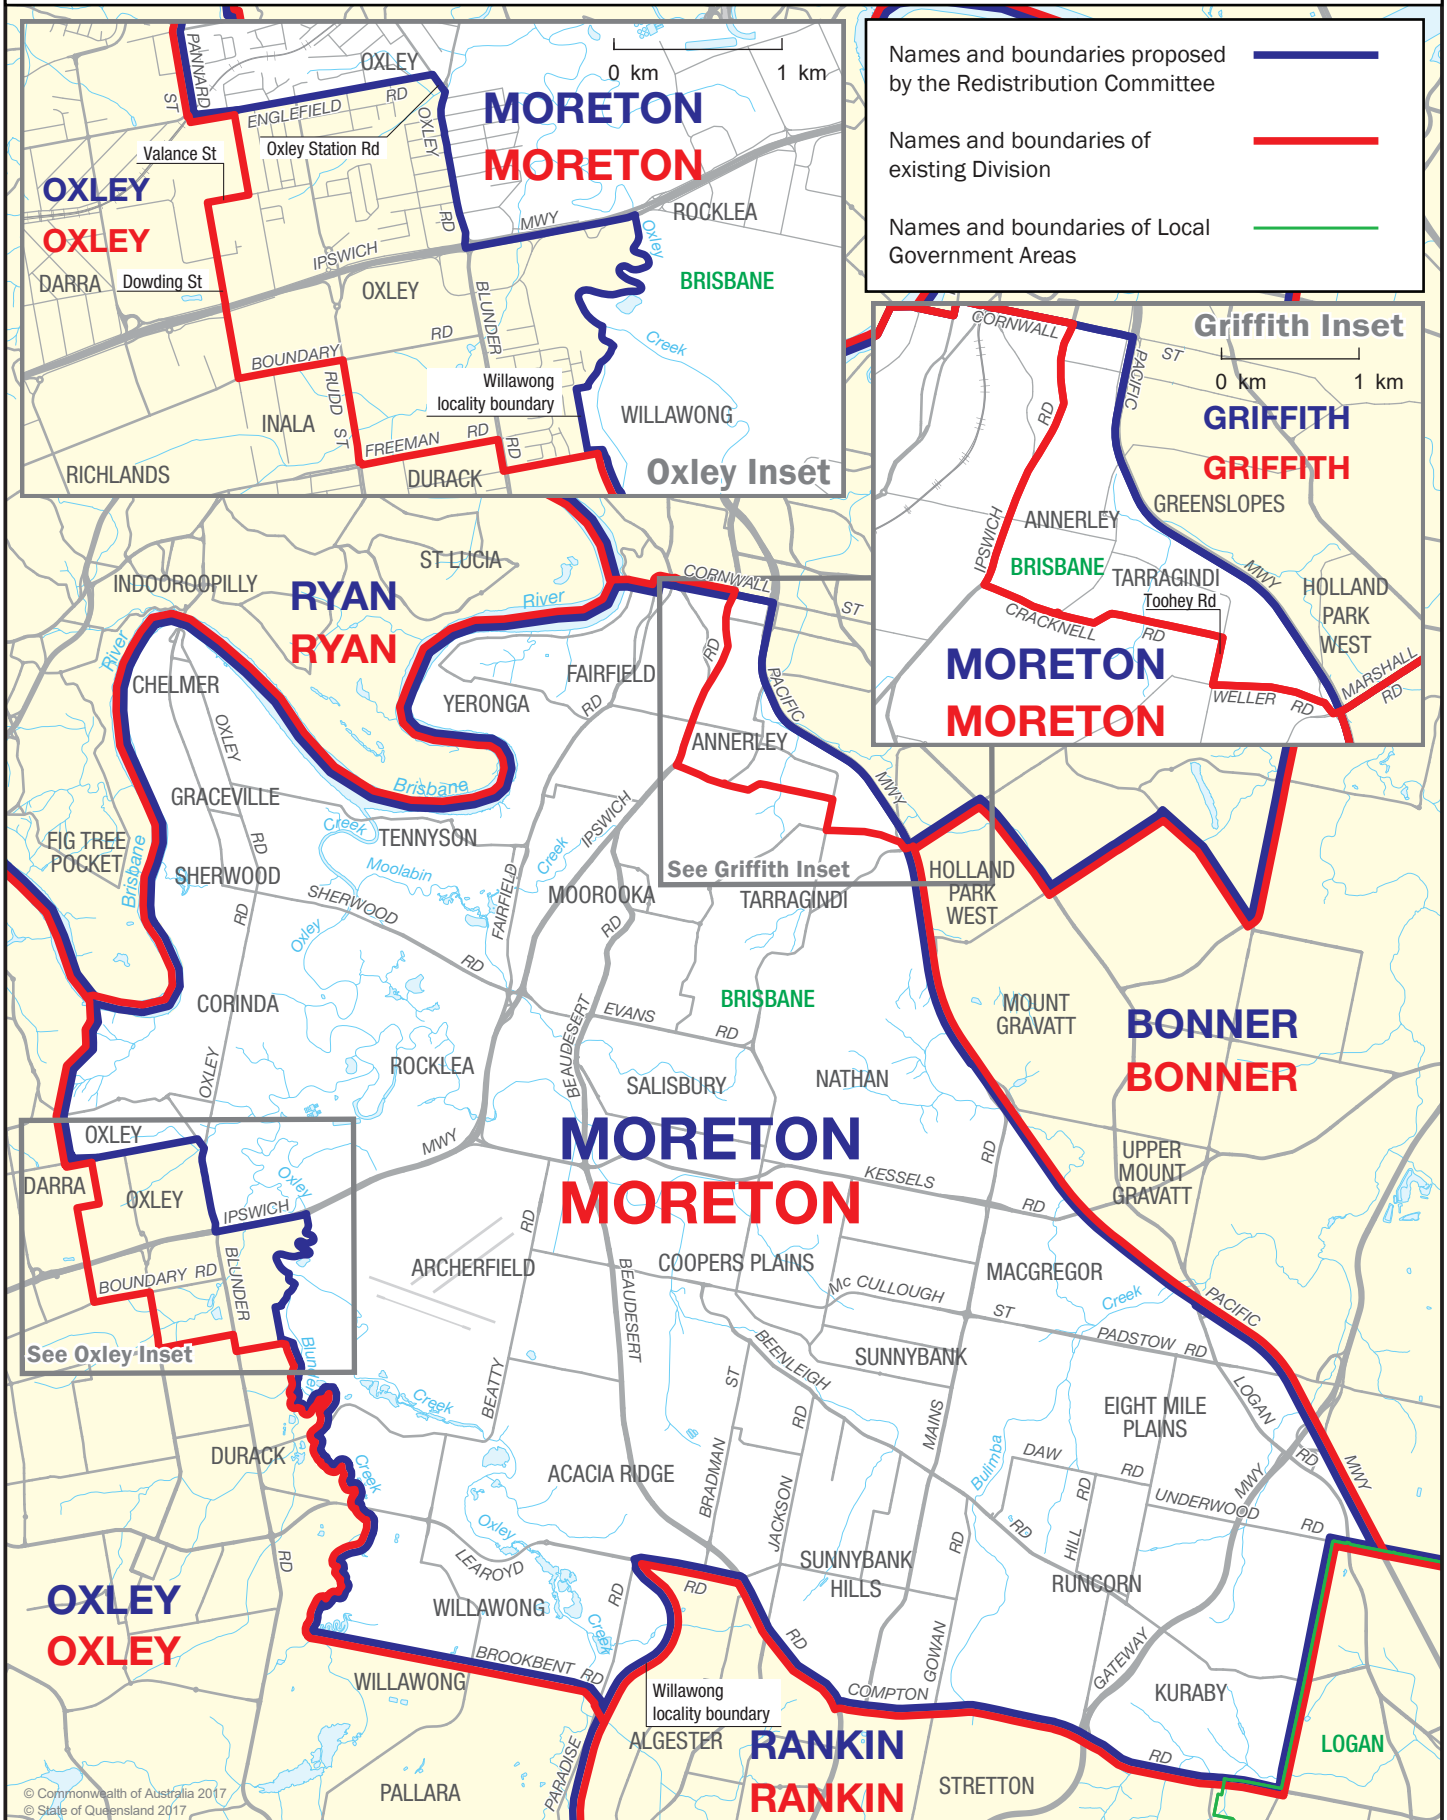 Names and boundaries proposed
by the Redistribution Committee
Names and boundaries of
existing Division
Names and boundaries of Local
Government Areas
PANNARD
ST
OXLEY
0 km
1 km
ENGLEFIELD
RD
OXLEY
RD
MORETON
MORETON
Valance St
Oxley Station Rd
OXLEY
OXLEY
ROCKLEA
MWY
IPSWICH
Oxley
DARRA
Dowding St
OXLEY
BRISBANE
BLUNDER
RD
RD
Creek
BOUNDARY
RUDD
ST
Willawong
locality boundary
WILLAWONG
INALA
FREEMAN
RD
RICHLANDS
DURACK
Oxley Inset
CORNWALL
Griffith Inset
ST
0 km
1 km
PACIFIC
RD
GRIFFITH
GRIFFITH
GREENSLOPES
ANNERLEY
IPSWICH
BRISBANE
TARRAGINDI
Toohey Rd
MWY
HOLLAND
PARK
WEST
CRACKNELL
RD
MORETON
MORETON
MARSHALL
RD
WELLER
RD
ST LUCIA
INDOOROOPILLY
RYAN
RYAN
River
CORNWALL
ST
River
CHELMER
FAIRFIELD
RD
RD
YERONGA
PACIFIC
OXLEY
ANNERLEY
Brisbane
MWY
GRACEVILLE
IPSWICH
Creek
TENNYSON
FIG TREE
POCKET
RD
Creek
Moolabin
Brisbane
SHERWOOD
See Griffith Inset
HOLLAND
PARK
WEST
SHERWOOD
FAIRFIELD
MOOROOKA
TARRAGINDI
RD
Oxley
RD
RD
CORINDA
BRISBANE
EVANS
RD
MOUNT
GRAVATT
BONNER
BONNER
BEAUDESERT
ROCKLEA
OXLEY
SALISBURY
NATHAN
MORETON
MORETON
OXLEY
MWY
RD
UPPER
MOUNT
GRAVATT
KESSELS
RD
DARRA
OXLEY
Oxley
IPSWICH
RD
BLUNDER
BOUNDARY RD
ARCHERFIELD
BEAUDESERT
COOPERS PLAINS
MACGREGOR
Mc CULLOUGH
ST
Creek
PACIFIC
PADSTOW RD
See Oxley Inset
Blunder
BEENLEIGH
SUNNYBANK
ST
LOGAN
BEATTY
Creek
RD
MAINS
EIGHT MILE
PLAINS
DURACK
Creek
ACACIA RIDGE
BRADMAN
JACKSON
Bulimba
DAW
RD
RD
MWY
RD
MWY
UNDERWOOD
RD
Oxley
RD
RD
HILL
RD
LEAROYD
SUNNYBANK
HILLS
RUNCORN
OXLEY
OXLEY
WILLAWONG
RD
RD
Creek
RD
GOWAN
GATEWAY
BROOKBENT RD
WILLAWONG
Willawong
locality boundary
COMPTON
KURABY
LOGAN
ALGESTER
RANKIN
RANKIN
RD
PARADISE
PALLARA
STRETTON
© Commonwealth of Australia 2017
© State of Queensland 2017